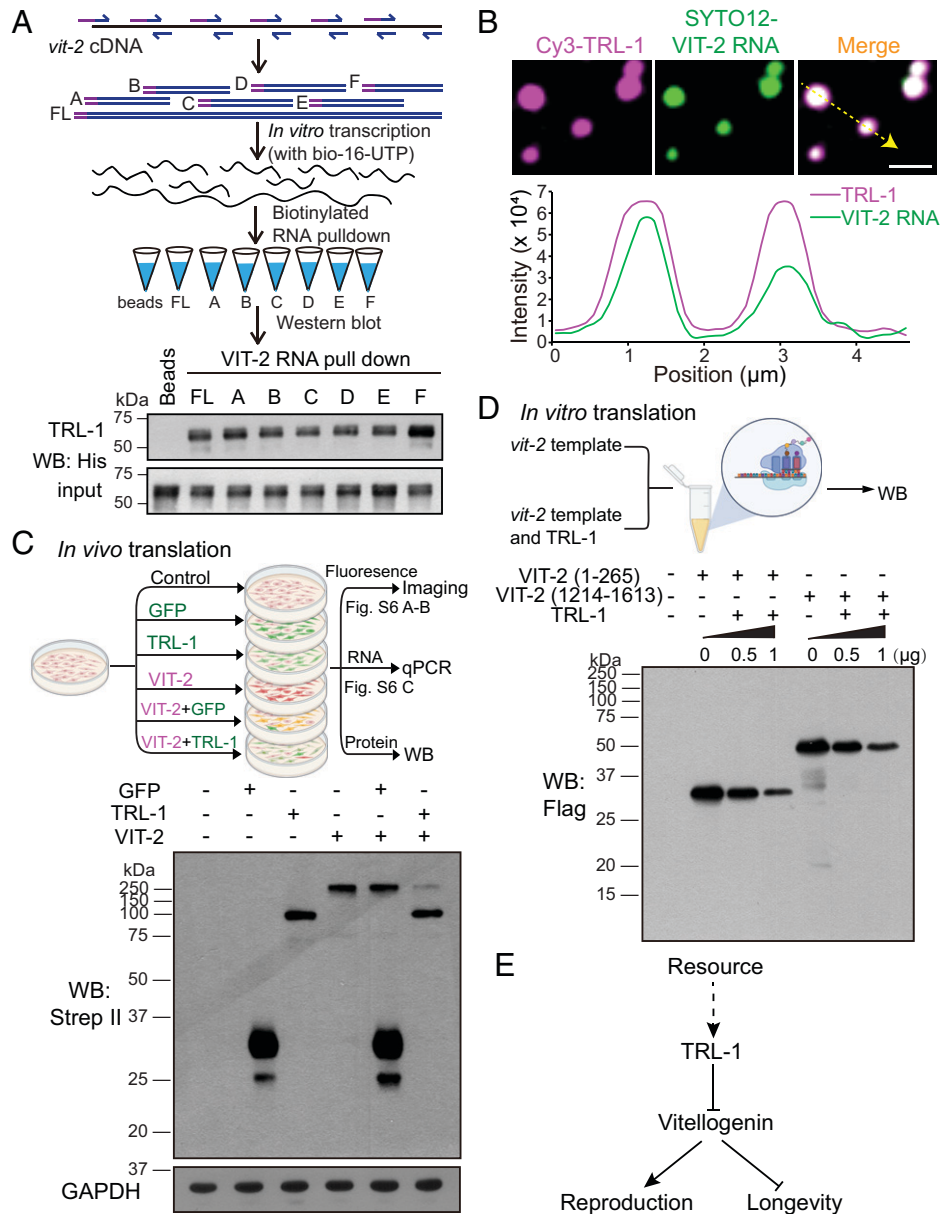 A
vit-2 cDNA
A B C D E F
FL
In vitro transcription
(with bio-16-UTP)
Biotinylated
RNA pulldown
beads FL A B C D E F
Western blot
VIT-2 RNA pull down
Beads
kDa FL A B C D E F
TRL-1
WB: His
75
50
input
75
50
B
Cy3-TRL-1
SYTO12-
VIT-2 RNA
Merge
Intensity (x 10⁴)
7
6
5
4
3
2
1
0
TRL-1
VIT-2 RNA
0 1 2 3 4
Position (μm)
C
In vivo translation
Control
GFP
TRL-1
VIT-2
VIT-2+GFP
VIT-2+TRL-1
Fluoresence
Imaging
Fig. S6 A-B
RNA
qPCR
Fig. S6 C
Protein
WB
GFP - + - - + -
TRL-1 - - + - - +
VIT-2 - - - + + +
kDa
250
150
100
75
50
37
25
20
WB:
Strep II
37
GAPDH
D
In vitro translation
vit-2 template
vit-2 template
and TRL-1
WB
VIT-2 (1-265) - + + + - - -
VIT-2 (1214-1613) - - - - + + +
TRL-1 - - + + - + +
0 0.5 1 0 0.5 1 (μg)
kDa
250
150
100
75
50
37
25
20
15
WB:
Flag
E
Resource
TRL-1
Vitellogenin
Reproduction Longevity